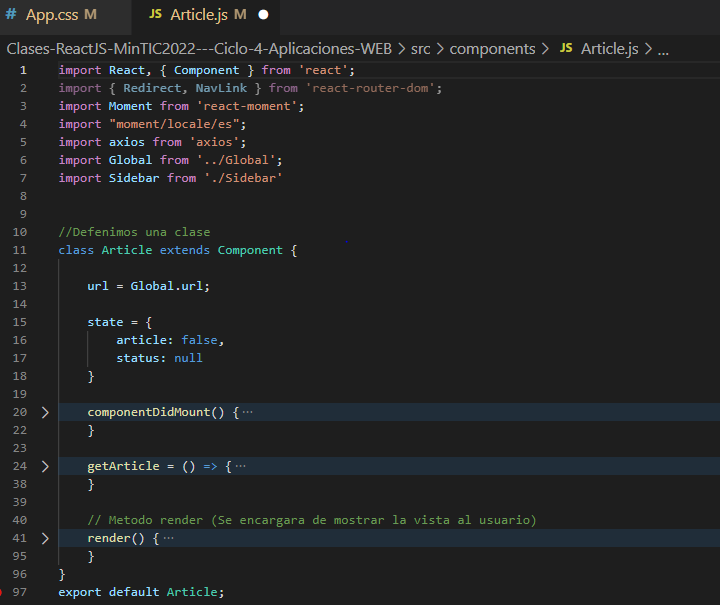 # App.css M JS Article.js M ●
Clases-ReactJS-MinTIC2022---Ciclo-4-Aplicaciones-WEB > src > components > JS Article.js > ...
1 import React, { Component } from 'react';
2 import { Redirect, NavLink } from 'react-router-dom';
3 import Moment from 'react-moment';
4 import "moment/locale/es";
5 import axios from 'axios';
6 import Global from '../Global';
7 import Sidebar from './Sidebar'
8
9
10 //Defenimos una clase
11 class Article extends Component {
12
13 url = Global.url;
14
15 state = {
16 article: false,
17 status: null
18 }
19
20 componentDidMount() { ···
22 }
23
24 getArticle = () => { ···
38 }
39
40 // Metodo render (Se encargara de mostrar la vista al usuario)
41 render() { ···
95 }
96 }
97 export default Article;